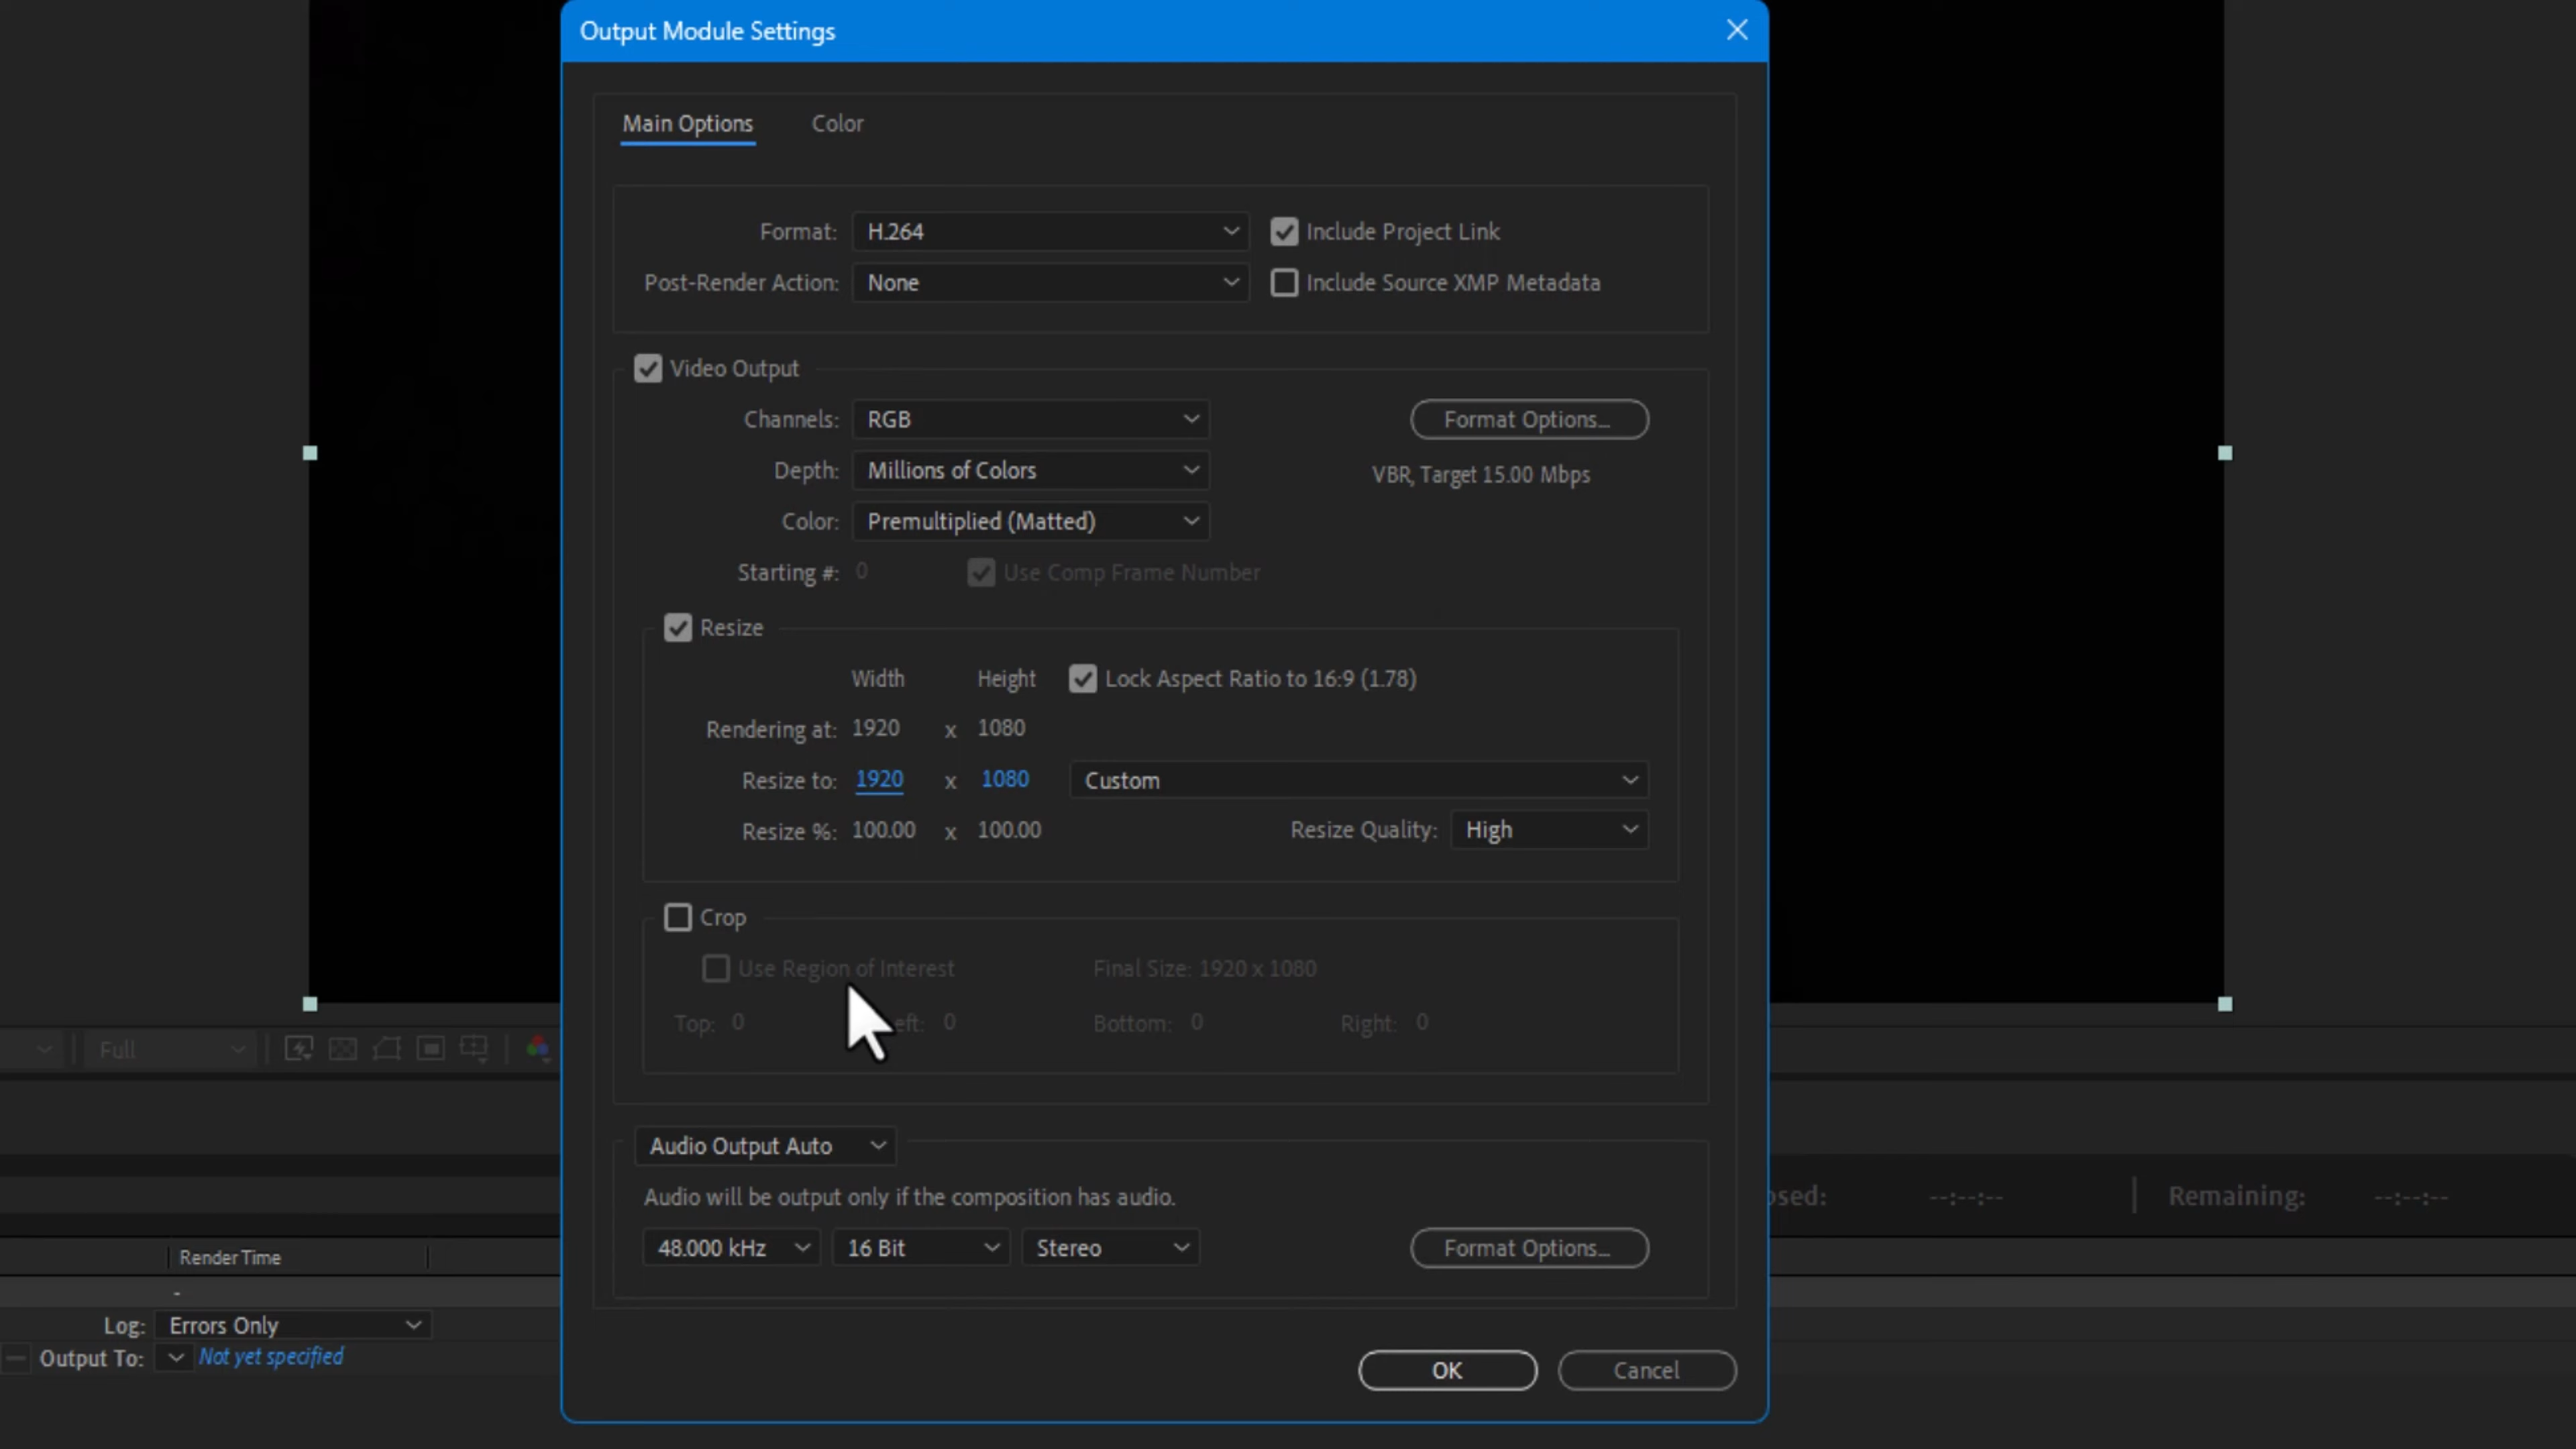 Output Module Settings
Main Options Color
Format: H.264 Include Project Link
Post-Render Action: None Include Source XMP Metadata
Video Output
Channels: RGB Format Options...
Depth: Millions of Colors VBR, Target 15.00 Mbps
Color: Premultiplied (Matted)
Starting #: 0 Use Comp Frame Number
Resize
Width Height Lock Aspect Ratio to 16:9 (1.78)
Rendering at: 1920 x 1080
Resize to: 1920 x 1080 Custom
Resize %: 100.00 x 100.00 Resize Quality: High
Crop
Use Region of Interest Final Size: 1920 x 1080
Top: 0 eft: 0 Bottom: 0 Right: 0
Full
Audio Output Auto
Audio will be output only if the composition has audio.
osed: --:--:-- Remaining: --:--:--
48.000 kHz 16 Bit Stereo Format Options...
Render Time
-
Log: Errors Only
Output To: Not yet specified
OK Cancel